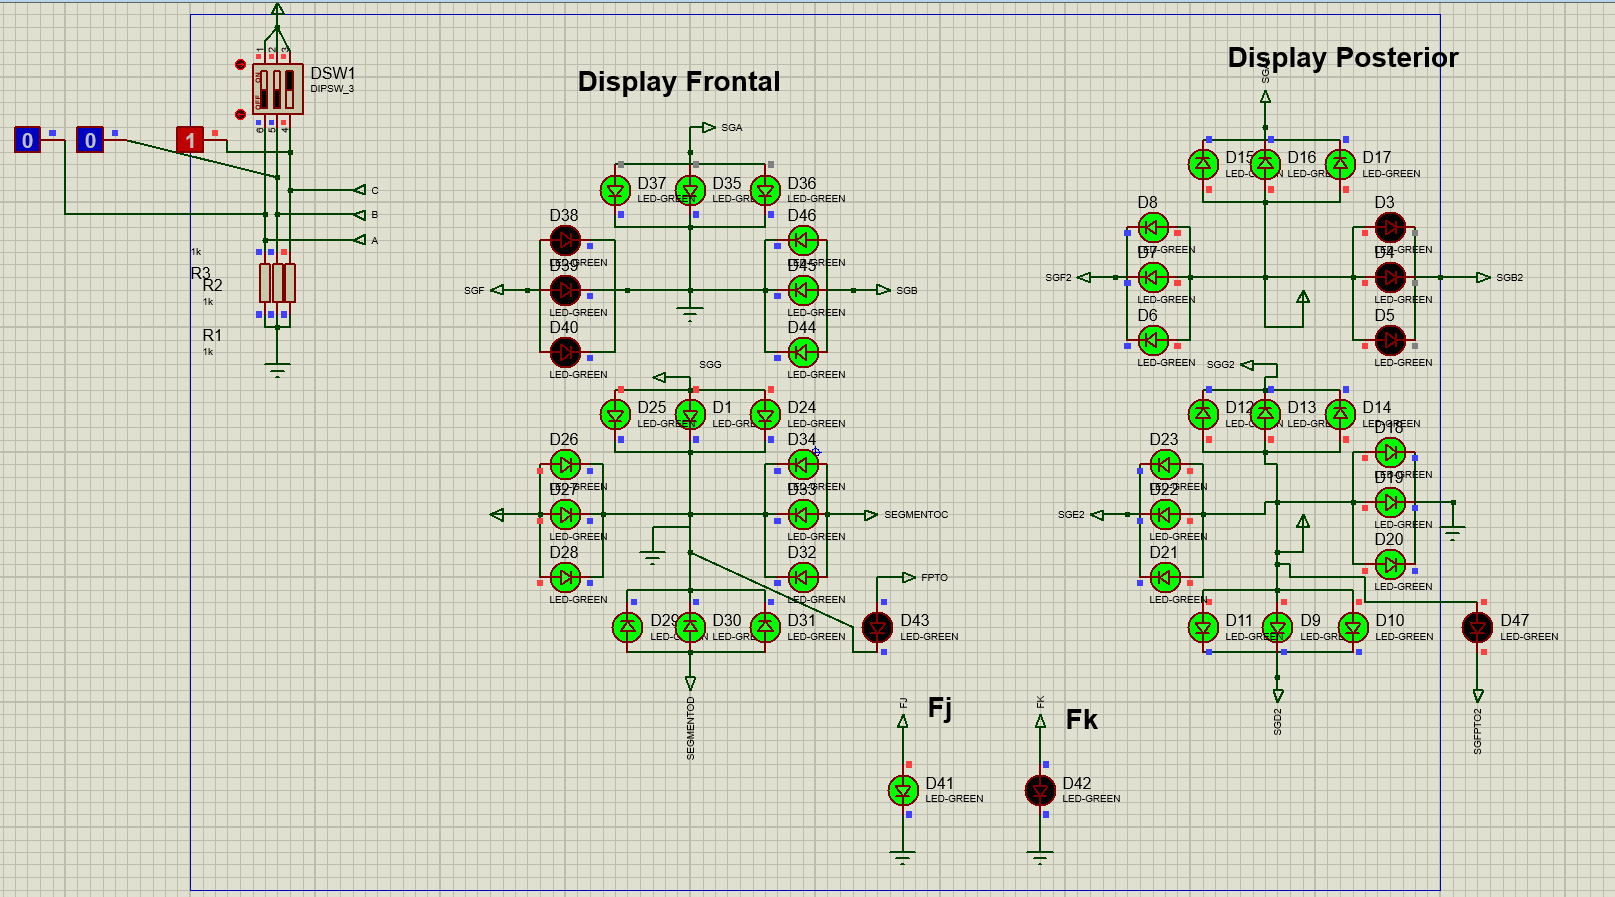 1 2 3
ON
OFF
6 5 4
DSW1
DIPSW_3
0
0
1
C
B
A
1k
R3
R2
1k
R1
1k
Display Frontal
SGA
D37
LED-GREEN
D35
LED-GREEN
D36
LED-GREEN
D38
LED-GREEN
D39
LED-GREEN
D40
LED-GREEN
SGF
D46
LED-GREEN
D45
LED-GREEN
D44
LED-GREEN
SGB
SGG
D25
LED-GREEN
D1
LED-GREEN
D24
LED-GREEN
D26
LED-GREEN
D27
LED-GREEN
D28
LED-GREEN
D34
LED-GREEN
D33
LED-GREEN
D32
LED-GREEN
SEGMENTOC
D29
LED-GREEN
D30
LED-GREEN
D31
LED-GREEN
SEGMENTOD
FPTO
D43
LED-GREEN
FJ
Fj
D41
LED-GREEN
FK
Fk
D42
LED-GREEN
Display Posterior
D15
LED-GREEN
D16
LED-GREEN
D17
LED-GREEN
D8
LED-GREEN
D7
LED-GREEN
D6
LED-GREEN
SGF2
D3
LED-GREEN
D4
LED-GREEN
D5
LED-GREEN
SGB2
SGG2
D12
LED-GREEN
D13
LED-GREEN
D14
LED-GREEN
D23
LED-GREEN
D22
LED-GREEN
D21
LED-GREEN
SGE2
D18
LED-GREEN
D19
LED-GREEN
D20
LED-GREEN
D11
LED-GREEN
D9
LED-GREEN
D10
LED-GREEN
SGD2
D47
LED-GREEN
SGFPTO2